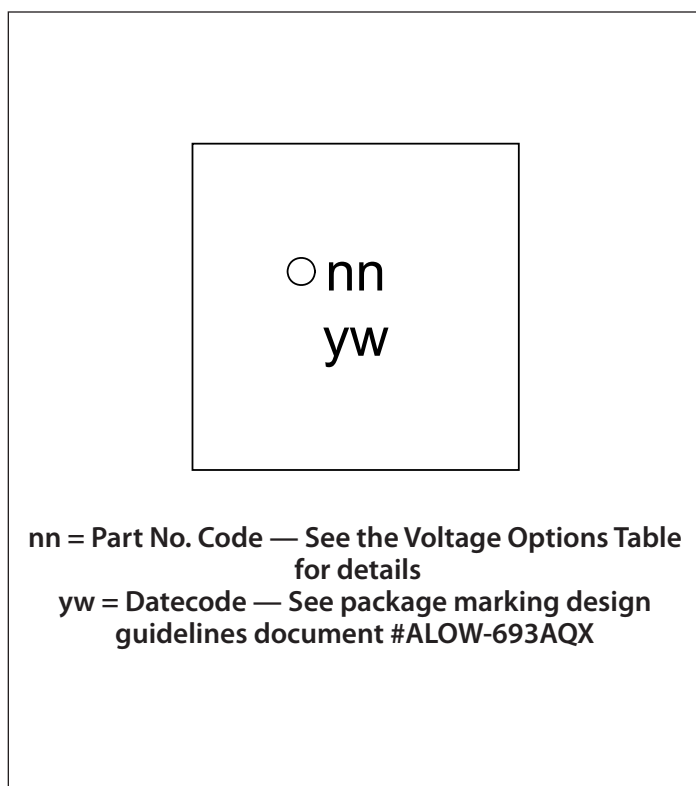 nn
yw
nn = Part No. Code — See the Voltage Options Table
for details
yw = Datecode — See package marking design
guidelines document #ALOW-693AQX